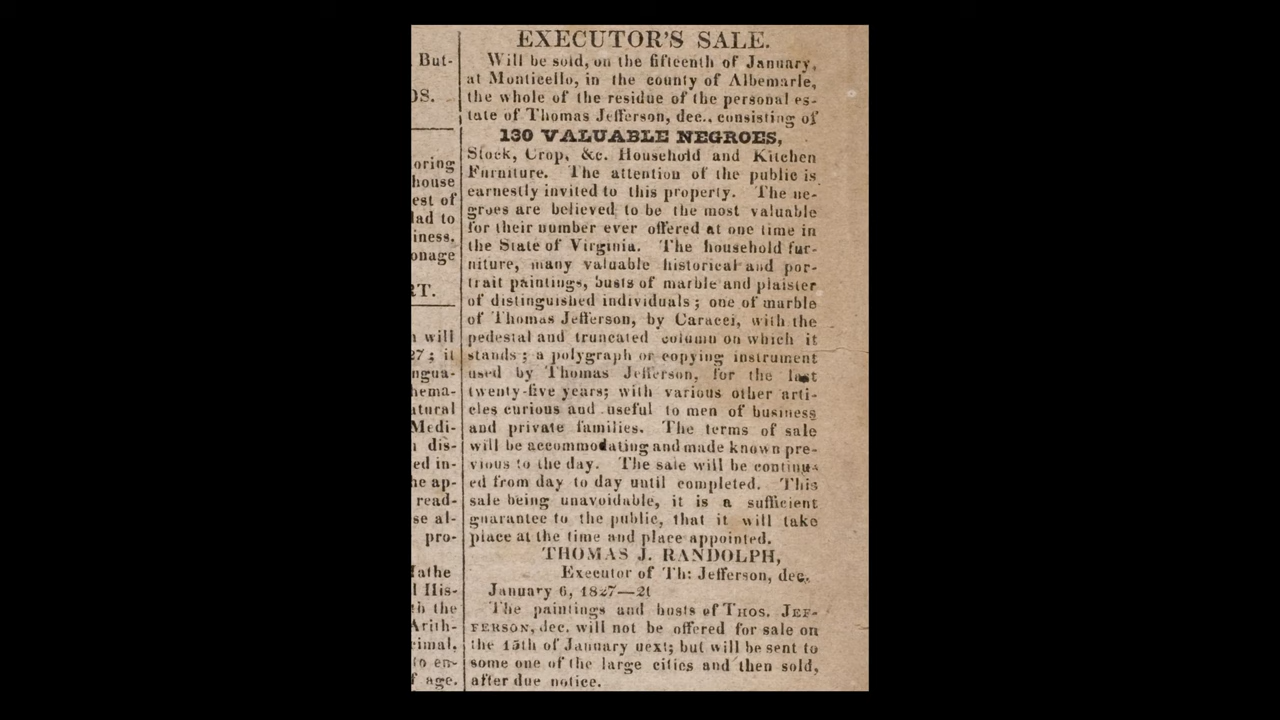 But-
OS.
oring
house
est of
lad to
iness.
onage
RT.
will
27; it
ngua-
hema-
atural
Medi-
dis-
ed in-
he ap-
read-
se al-
pro-
Mathe
l His-
th the
Arith-
cimal,
to en-
f age.
EXECUTOR'S SALE.
Will be sold, on the fifteenth of January,
at Monticello, in the county of Albemarle,
the whole of the residue of the personal es-
tate of Thomas Jefferson, dec., consisting of
130 VALUABLE NEGROES,
Stock, Crop, &c. Household and Kitchen
Furniture. The attention of the public is
earnestly invited to this property. The ne-
groes are believed to be the most valuable
for their number ever offered at one time in
the State of Virginia. The household fur-
niture, many valuable historical and por-
trait paintings, busts of marble and plaister
of distinguished individuals; one of marble
of Thomas Jefferson, by Caracci, with the
pedestal and truncated column on which it
stands; a polygraph or copying instrument
used by Thomas Jefferson, for the last
twenty-five years; with various other arti-
cles curious and useful to men of business
and private families. The terms of sale
will be accommodating and made known pre-
vious to the day. The sale will be continu-
ed from day to day until completed. This
sale being unavoidable, it is a sufficient
guarantee to the public, that it will take
place at the time and place appointed.
THOMAS J. RANDOLPH,
Executor of Th: Jefferson, dec.
January 6, 1827—2t
The paintings and busts of THOS. JEF-
FERSON, dec. will not be offered for sale on
the 15th of January next; but will be sent to
some one of the large cities and then sold,
after due notice.